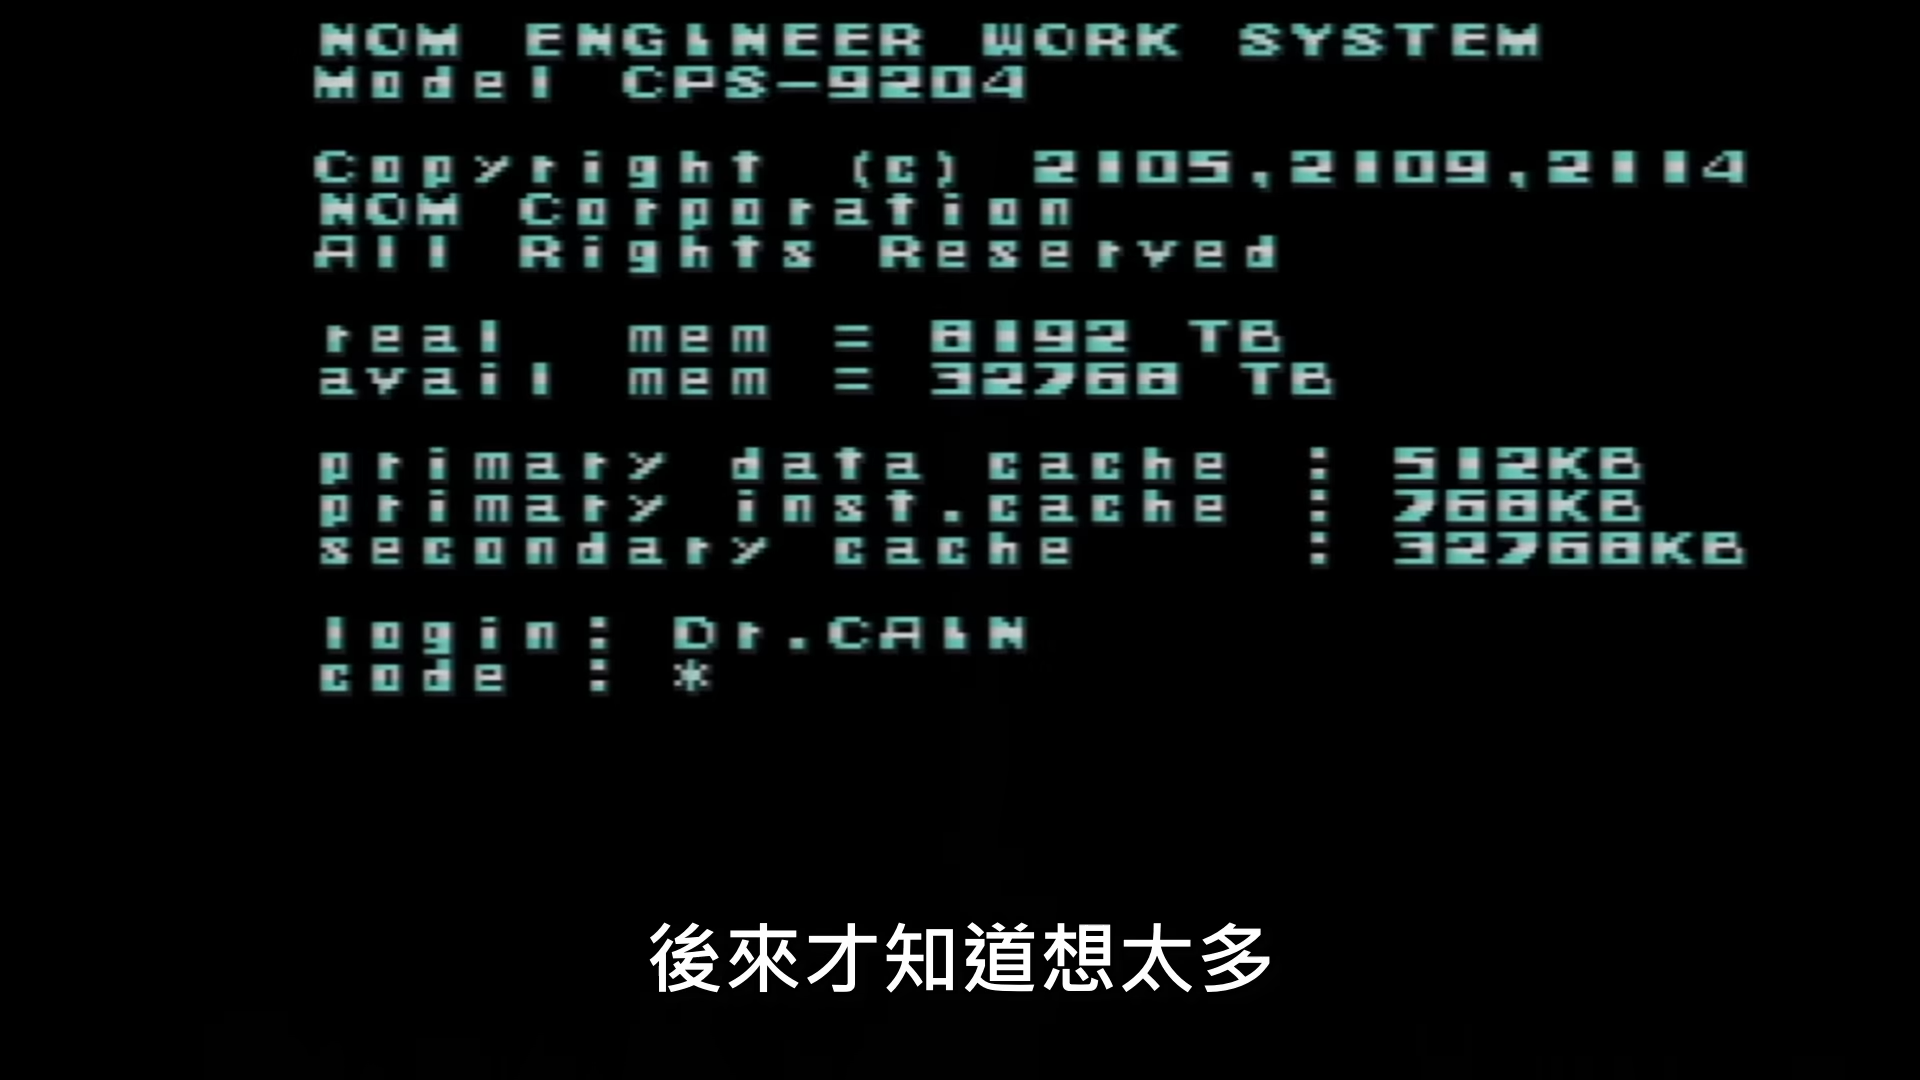 NOM ENGINEER WORK SYSTEM
Model CPS-9204
Copyright (c) 2105,2109,2114
NOM Corporation
All Rights Reserved
real mem = 8192 TB
avail mem = 32768 TB
primary data cache : 512KB
primary inst.cache : 768KB
secondary cache : 32768KB
login: Dr.CAIN
code : *
後來才知道想太多